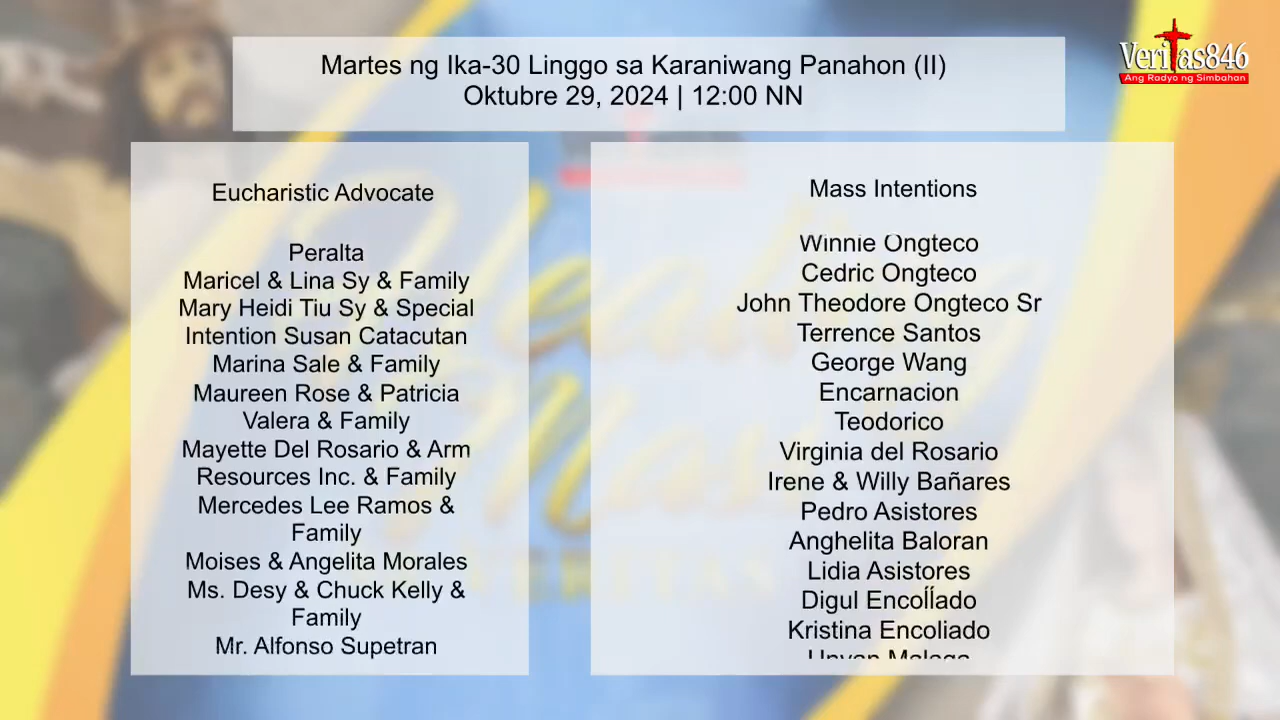 Martes ng Ika-30 Linggo sa Karaniwang Panahon (II)
Oktubre 29, 2024 | 12:00 NN
Veritas846
Ang Radyo ng Simbahan
Eucharistic Advocate
Peralta
Maricel & Lina Sy & Family
Mary Heidi Tiu Sy & Special
Intention Susan Catacutan
Marina Sale & Family
Maureen Rose & Patricia
Valera & Family
Mayette Del Rosario & Arm
Resources Inc. & Family
Mercedes Lee Ramos &
Family
Moises & Angelita Morales
Ms. Desy & Chuck Kelly &
Family
Mr. Alfonso Supetran
Mass Intentions
Winnie Ongteco
Cedric Ongteco
John Theodore Ongteco Sr
Terrence Santos
George Wang
Encarnacion
Teodorico
Virginia del Rosario
Irene & Willy Bañares
Pedro Asistores
Anghelita Baloran
Lidia Asistores
Digul Encollado
Kristina Encoliado
Healing
Mass
VERITAS